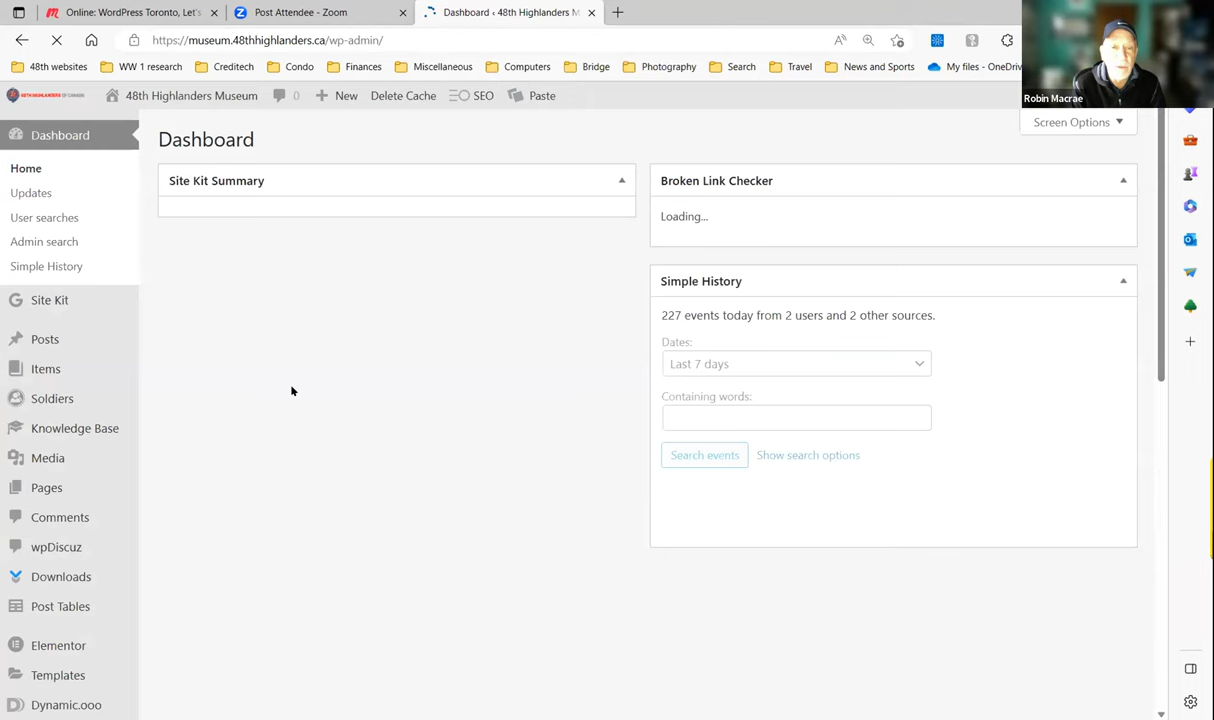 Online: WordPress Toronto, Let's
Post Attendee - Zoom
Dashboard ‹ 48th Highlanders M
https://museum.48thhighlanders.ca/wp-admin/
48th websites
WW 1 research
Creditech
Condo
Finances
Miscellaneous
Computers
Bridge
Photography
Search
Travel
News and Sports
My files - OneDriv
Robin Macrae
48TH HIGHLANDERS OF CANADA
48th Highlanders Museum
0
New
Delete Cache
SEO
Paste
Screen Options
Dashboard
Home
Updates
User searches
Admin search
Simple History
Site Kit
Posts
Items
Soldiers
Knowledge Base
Media
Pages
Comments
wpDiscuz
Downloads
Post Tables
Elementor
Templates
Dynamic.ooo
Dashboard
Site Kit Summary
Broken Link Checker
Loading...
Simple History
227 events today from 2 users and 2 other sources.
Dates:
Last 7 days
Containing words:
Search events
Show search options